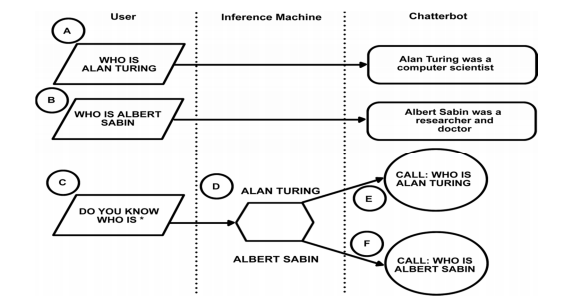 User Inference Machine Chatterbot
A
WHO IS
ALAN TURING
Alan Turing was a
computer scientist
B
WHO IS ALBERT
SABIN
Albert Sabin was a
researcher and
doctor
C
DO YOU KNOW
WHO IS *
D
ALAN TURING
ALBERT SABIN
E
CALL: WHO IS
ALAN TURING
F
CALL: WHO IS
ALBERT SABIN